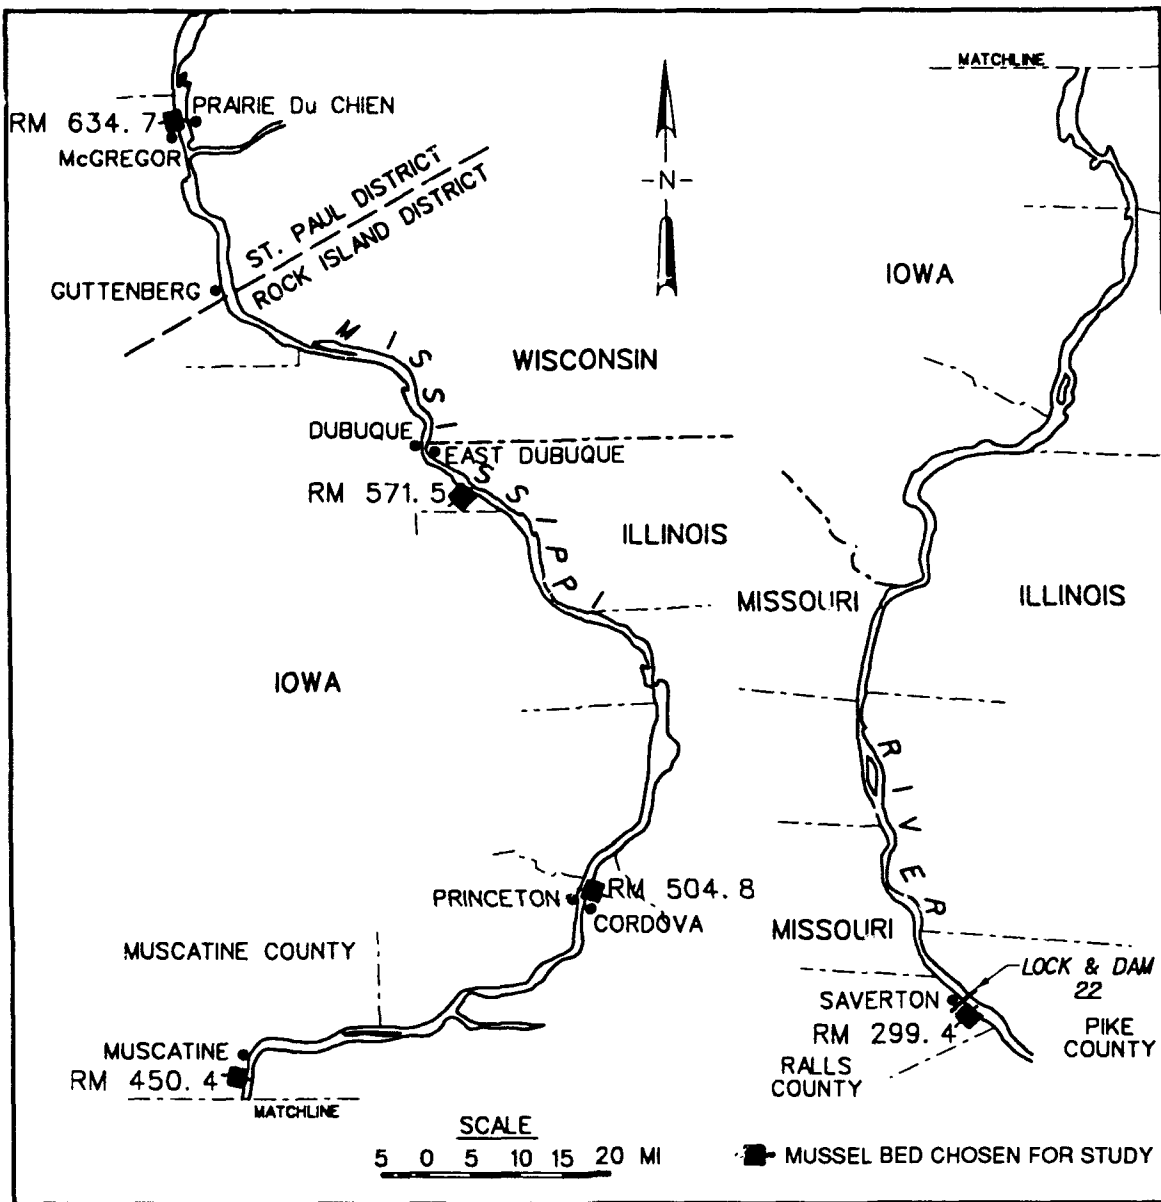 MATCHLINE
PRAIRIE Du CHIEN
RM 634.7
McGREGOR
ST. PAUL DISTRICT
ROCK ISLAND DISTRICT
-N-
GUTTENBERG
IOWA
MISSISSIPPI
WISCONSIN
DUBUQUE
EAST DUBUQUE
RM 571.5
ILLINOIS
MISSOURI
ILLINOIS
IOWA
RIVER
PRINCETON
RM 504.8
CORDOVA
MISSOURI
MUSCATINE COUNTY
LOCK & DAM
22
SAVERTON
RM 299.4
PIKE
COUNTY
RALLS
COUNTY
MUSCATINE
RM 450.4
MATCHLINE
SCALE
5 0 5 10 15 20 MI
MUSSEL BED CHOSEN FOR STUDY